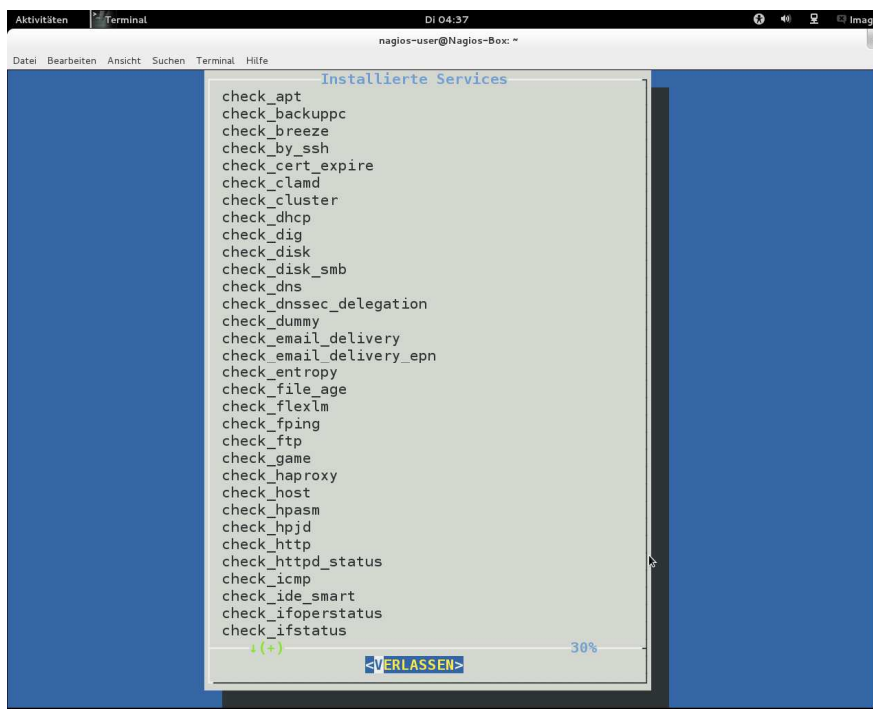 Aktivitäten Terminal Di 04:37 Imag
nagios-user@Nagios-Box: ~
Datei Bearbeiten Ansicht Suchen Terminal Hilfe
Installierte Services
check_apt
check_backuppc
check_breeze
check_by_ssh
check_cert_expire
check_clamd
check_cluster
check_dhcp
check_dig
check_disk
check_disk_smb
check_dns
check_dnssec_delegation
check_dummy
check_email_delivery
check_email_delivery_epn
check_entropy
check_file_age
check_flexlm
check_fping
check_ftp
check_game
check_haproxy
check_host
check_hpasm
check_hpjd
check_http
check_httpd_status
check_icmp
check_ide_smart
check_ifoperstatus
check_ifstatus
↓(+) 30%
<VERLASSEN>